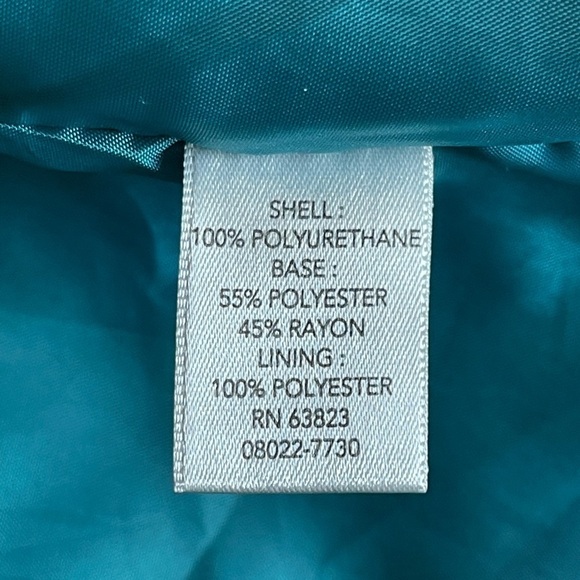 SHELL :
100% POLYURETHANE
BASE :
55% POLYESTER
45% RAYON
LINING :
100% POLYESTER
RN 63823
08022-7730